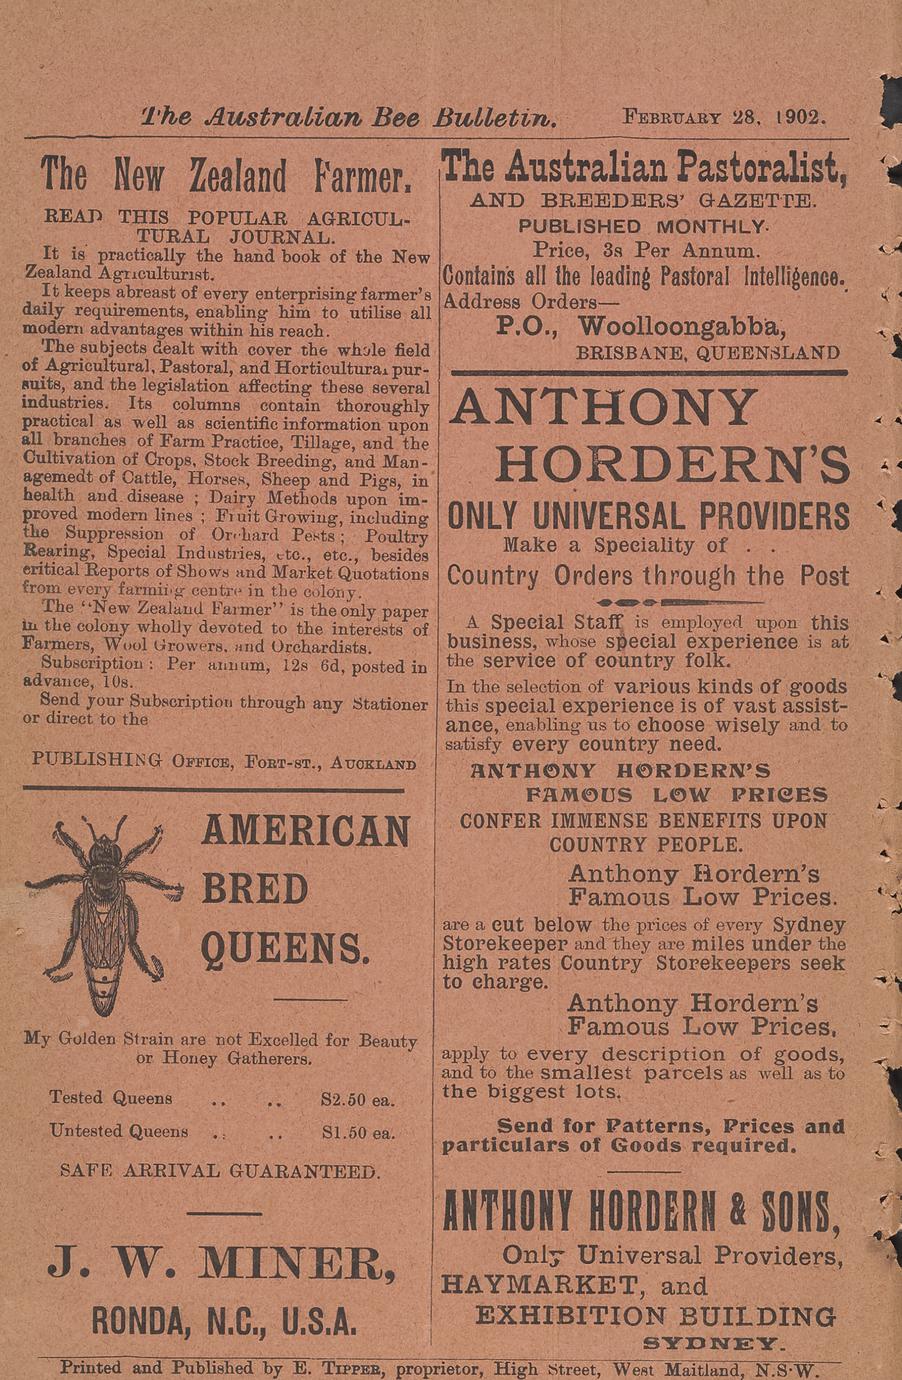 The Australian Bee Bulletin. FEBRUARY 28, 1902.
The New Zealand Farmer.
READ THIS POPULAR AGRICUL-
TURAL JOURNAL.
It is practically the hand book of the New
Zealand Agriculturist.
It keeps abreast of every enterprising farmer's
daily requirements, enabling him to utilise all
modern advantages within his reach.
The subjects dealt with cover the whole field
of Agricultural, Pastoral, and Horticultural pur-
suits, and the legislation affecting these several
industries. Its columns contain thoroughly
practical as well as scientific information upon
all branches of Farm Practice, Tillage, and the
Cultivation of Crops, Stock Breeding, and Man-
agemedt of Cattle, Horses, Sheep and Pigs, in
health and disease ; Dairy Methods upon im-
proved modern lines ; Fruit Growing, including
the Suppression of Orchard Pests ; Poultry
Rearing, Special Industries, etc., etc., besides
critical Reports of Shows and Market Quotations
from every farming centre in the colony.
The "New Zealand Farmer" is the only paper
in the colony wholly devoted to the interests of
Farmers, Wool Growers, and Orchardists.
Subscription : Per annum, 12s 6d, posted in
advance, 10s.
Send your Subscription through any Stationer
or direct to the
PUBLISHING OFFICE, FORT-ST., AUCKLAND
AMERICAN
BRED
QUEENS.
My Golden Strain are not Excelled for Beauty
or Honey Gatherers.
Tested Queens .. .. $2.50 ea.
Untested Queens .. .. $1.50 ea.
SAFE ARRIVAL GUARANTEED.
J. W. MINER,
RONDA, N.C., U.S.A.
The Australian Pastoralist,
AND BREEDERS' GAZETTE.
PUBLISHED MONTHLY.
Price, 3s Per Annum.
Contains all the leading Pastoral Intelligence.
Address Orders—
P.O., Woolloongabba,
BRISBANE, QUEENSLAND
ANTHONY
HORDERN'S
ONLY UNIVERSAL PROVIDERS
Make a Speciality of . .
Country Orders through the Post
A Special Staff is employed upon this
business, whose special experience is at
the service of country folk.
In the selection of various kinds of goods
this special experience is of vast assist-
ance, enabling us to choose wisely and to
satisfy every country need.
ANTHONY HORDERN'S
FAMOUS LOW PRICES
CONFER IMMENSE BENEFITS UPON
COUNTRY PEOPLE.
Anthony Hordern's
Famous Low Prices.
are a cut below the prices of every Sydney
Storekeeper and they are miles under the
high rates Country Storekeepers seek
to charge.
Anthony Hordern's
Famous Low Prices,
apply to every description of goods,
and to the smallest parcels as well as to
the biggest lots.
Send for Patterns, Prices and
particulars of Goods required.
ANTHONY HORDERN & SONS,
Only Universal Providers,
HAYMARKET, and
EXHIBITION BUILDING
SYDNEY.
Printed and Published by E. TIPPER, proprietor, High Street, West Maitland, N.S.W.